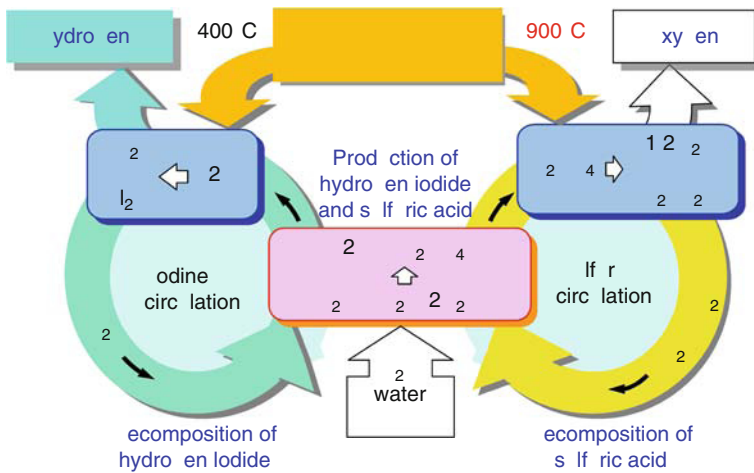 ydro en
400 C
900 C
xy en
2
I2
2
Prod ction of
hydro en iodide
and s lf ric acid
1 2 2
2 4
2 2
2
2 4
2 2 2 2
odine
circ lation
lf r
circ lation
2
2
2
2
water
ecomposition of
hydro en Iodide
ecomposition of
s lf ric acid